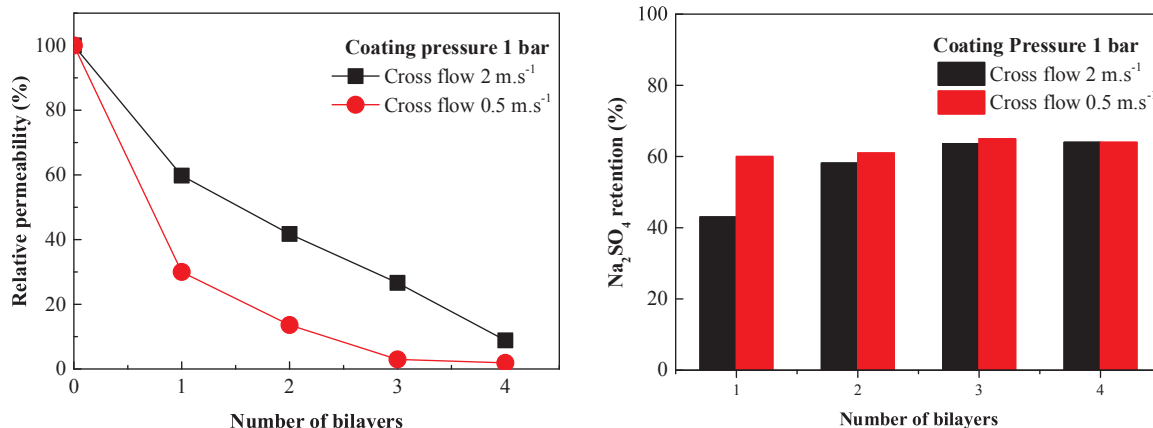 Relative permeability (%)
100
80
60
40
20
0
Coating pressure 1 bar
Cross flow 2 m.s⁻¹
Cross flow 0.5 m.s⁻¹
0 1 2 3 4
Number of bilayers
Na₂SO₄ retention (%)
100
80
60
40
20
0
Coating Pressure 1 bar
Cross flow 2 m.s⁻¹
Cross flow 0.5 m.s⁻¹
1 2 3 4
Number of bilayers